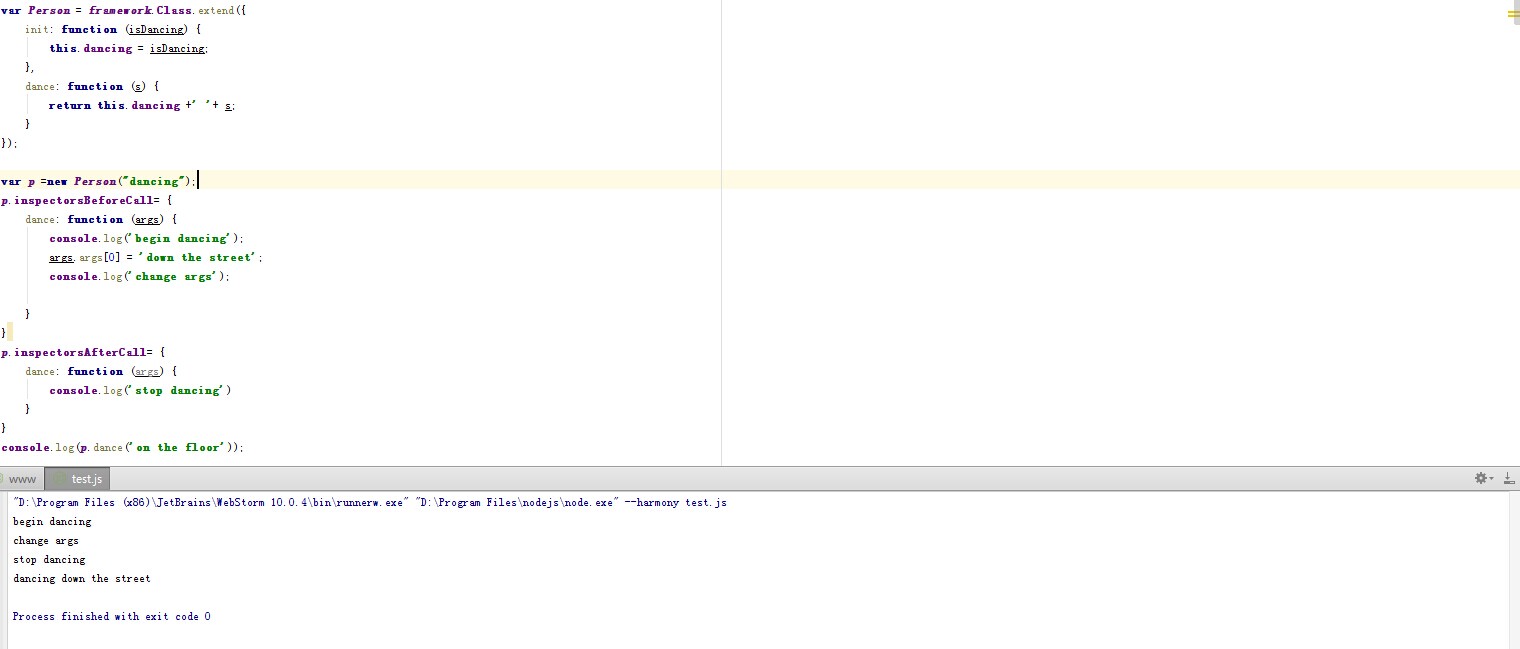 var Person = framework.Class.extend({
    init: function (isDancing) {
        this.dancing = isDancing;
    },
    dance: function (s) {
        return this.dancing +' '+ s;
    }
});
var p =new Person("dancing");
p.inspectorsBeforeCall= {
    dance: function (args) {
        console.log('begin dancing');
        args.args[0] = 'down the street';
        console.log('change args');
    }
}
p.inspectorsAfterCall= {
    dance: function (args) {
        console.log('stop dancing')
    }
}
console.log(p.dance('on the floor'));
www test.js
"D:\Program Files (x86)\JetBrains\WebStorm 10.0.4\bin\runnerw.exe" "D:\Program Files\nodejs\node.exe" --harmony test.js
begin dancing
change args
stop dancing
dancing down the street
Process finished with exit code 0